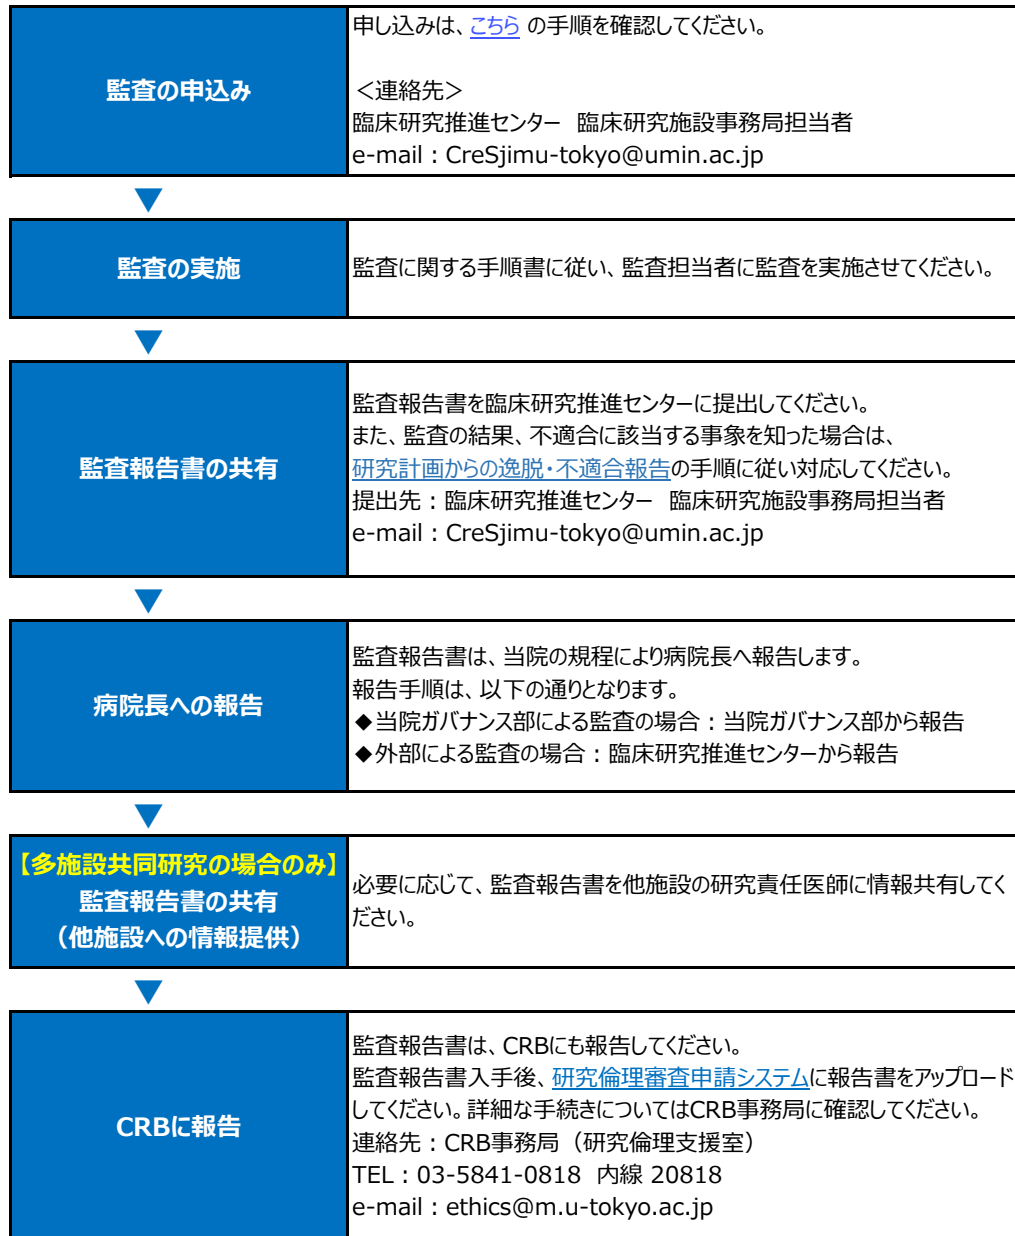 監査の申込み
申し込みは、こちら の手順を確認してください。
＜連絡先＞
臨床研究推進センター 臨床研究施設事務局担当者
e-mail：CreSjimu-tokyo@umin.ac.jp
▼
監査の実施
監査に関する手順書に従い、監査担当者に監査を実施させてください。
▼
監査報告書の共有
監査報告書を臨床研究推進センターに提出してください。
また、監査の結果、不適合に該当する事象を知った場合は、
研究計画からの逸脱・不適合報告の手順に従い対応してください。
提出先：臨床研究推進センター 臨床研究施設事務局担当者
e-mail：CreSjimu-tokyo@umin.ac.jp
▼
病院長への報告
監査報告書は、当院の規程により病院長へ報告します。
報告手順は、以下の通りとなります。
◆当院ガバナンス部による監査の場合：当院ガバナンス部から報告
◆外部による監査の場合：臨床研究推進センターから報告
▼
【多施設共同研究の場合のみ】
監査報告書の共有
（他施設への情報提供）
必要に応じて、監査報告書を他施設の研究責任医師に情報共有してく
ださい。
▼
CRBに報告
監査報告書は、CRBにも報告してください。
監査報告書入手後、研究倫理審査申請システムに報告書をアップロード
してください。詳細な手続きについてはCRB事務局に確認してください。
連絡先：CRB事務局（研究倫理支援室）
TEL：03-5841-0818 内線 20818
e-mail：ethics@m.u-tokyo.ac.jp